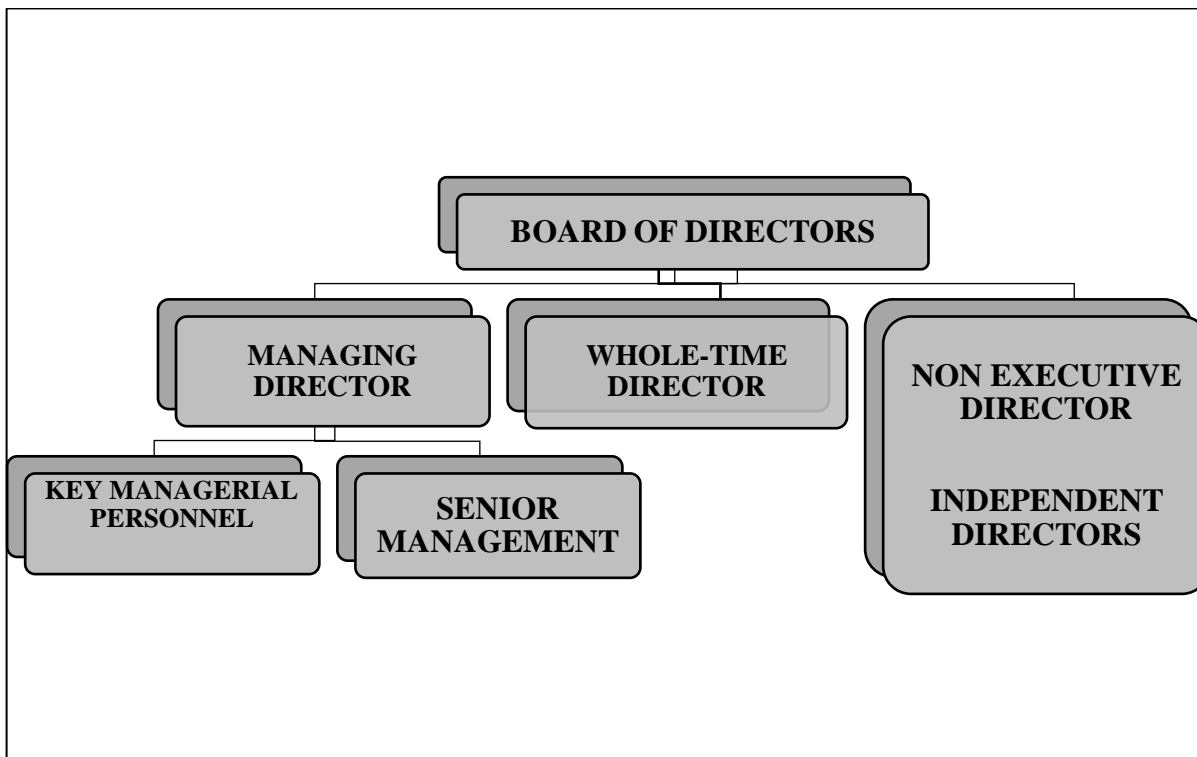 BOARD OF DIRECTORS
MANAGING
DIRECTOR
WHOLE-TIME
DIRECTOR
NON EXECUTIVE
DIRECTOR
INDEPENDENT
DIRECTORS
KEY MANAGERIAL
PERSONNEL
SENIOR
MANAGEMENT